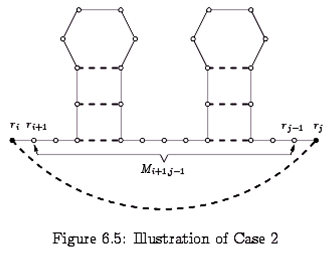 r_i r_{i+1} r_{j-1} r_j
M_{i+1,j-1}
Figure 6.5: Illustration of Case 2